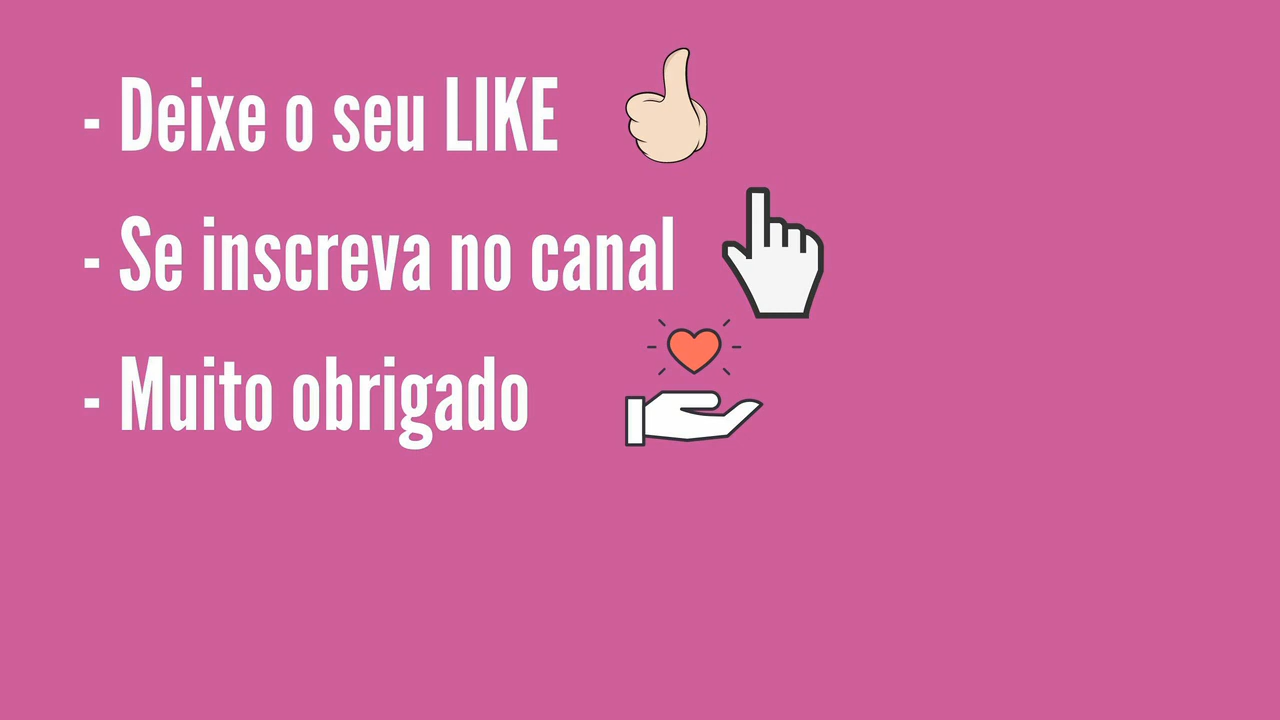 - Deixe o seu LIKE
- Se inscreva no canal
- Muito obrigado